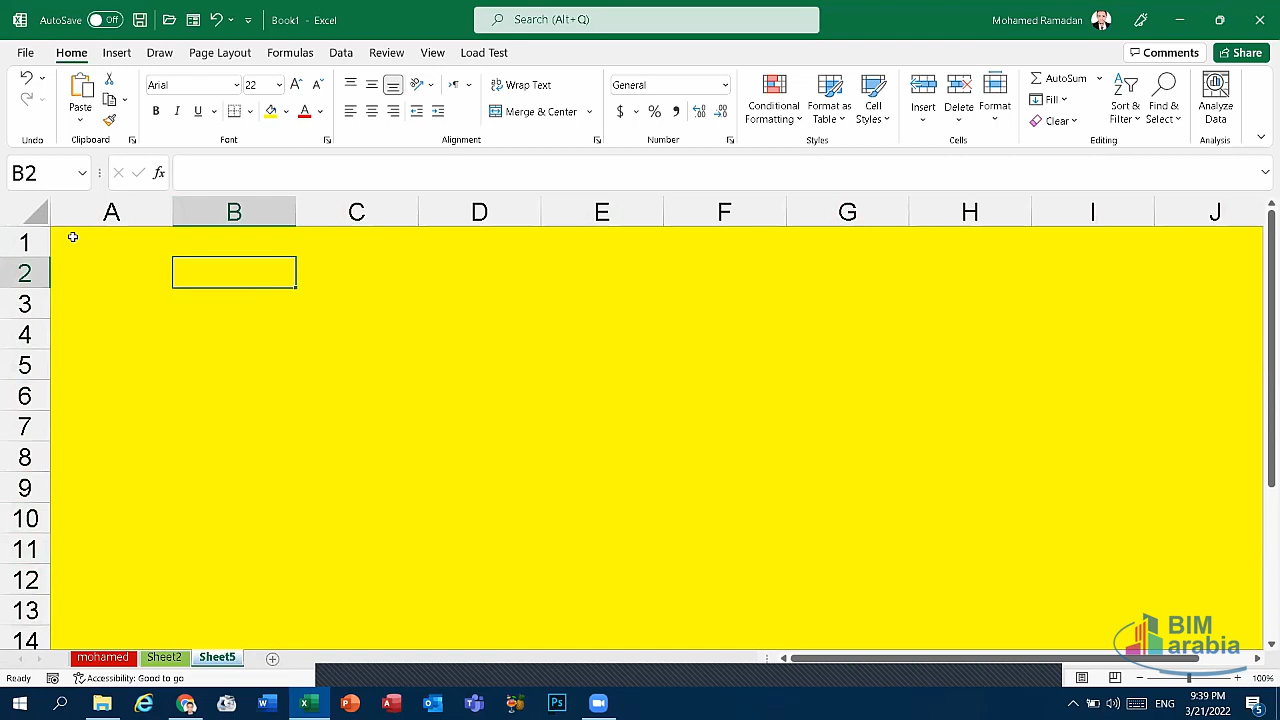 AutoSave Off Book1 - Excel Search (Alt+Q) Mohamed Ramadan
File Home Insert Draw Page Layout Formulas Data Review View Load Test Comments Share
Arial 22 Wrap Text General AutoSum
Paste Conditional Format as Cell Insert Delete Format Fill Sort & Find & Analyze
B I U A Merge & Center $ % , Formatting Table Styles Clear Filter Select Data
Undo Clipboard Font Alignment Number Styles Cells Editing Analysis
B2 fx
A B C D E F G H I J
1
2
3
4
5
6
7
8
9
10
11
12
13
14
BIM
arabia
mohamed Sheet2 Sheet5
Ready Accessibility: Good to go 100%
9:39 PM
ENG
3/21/2022
5